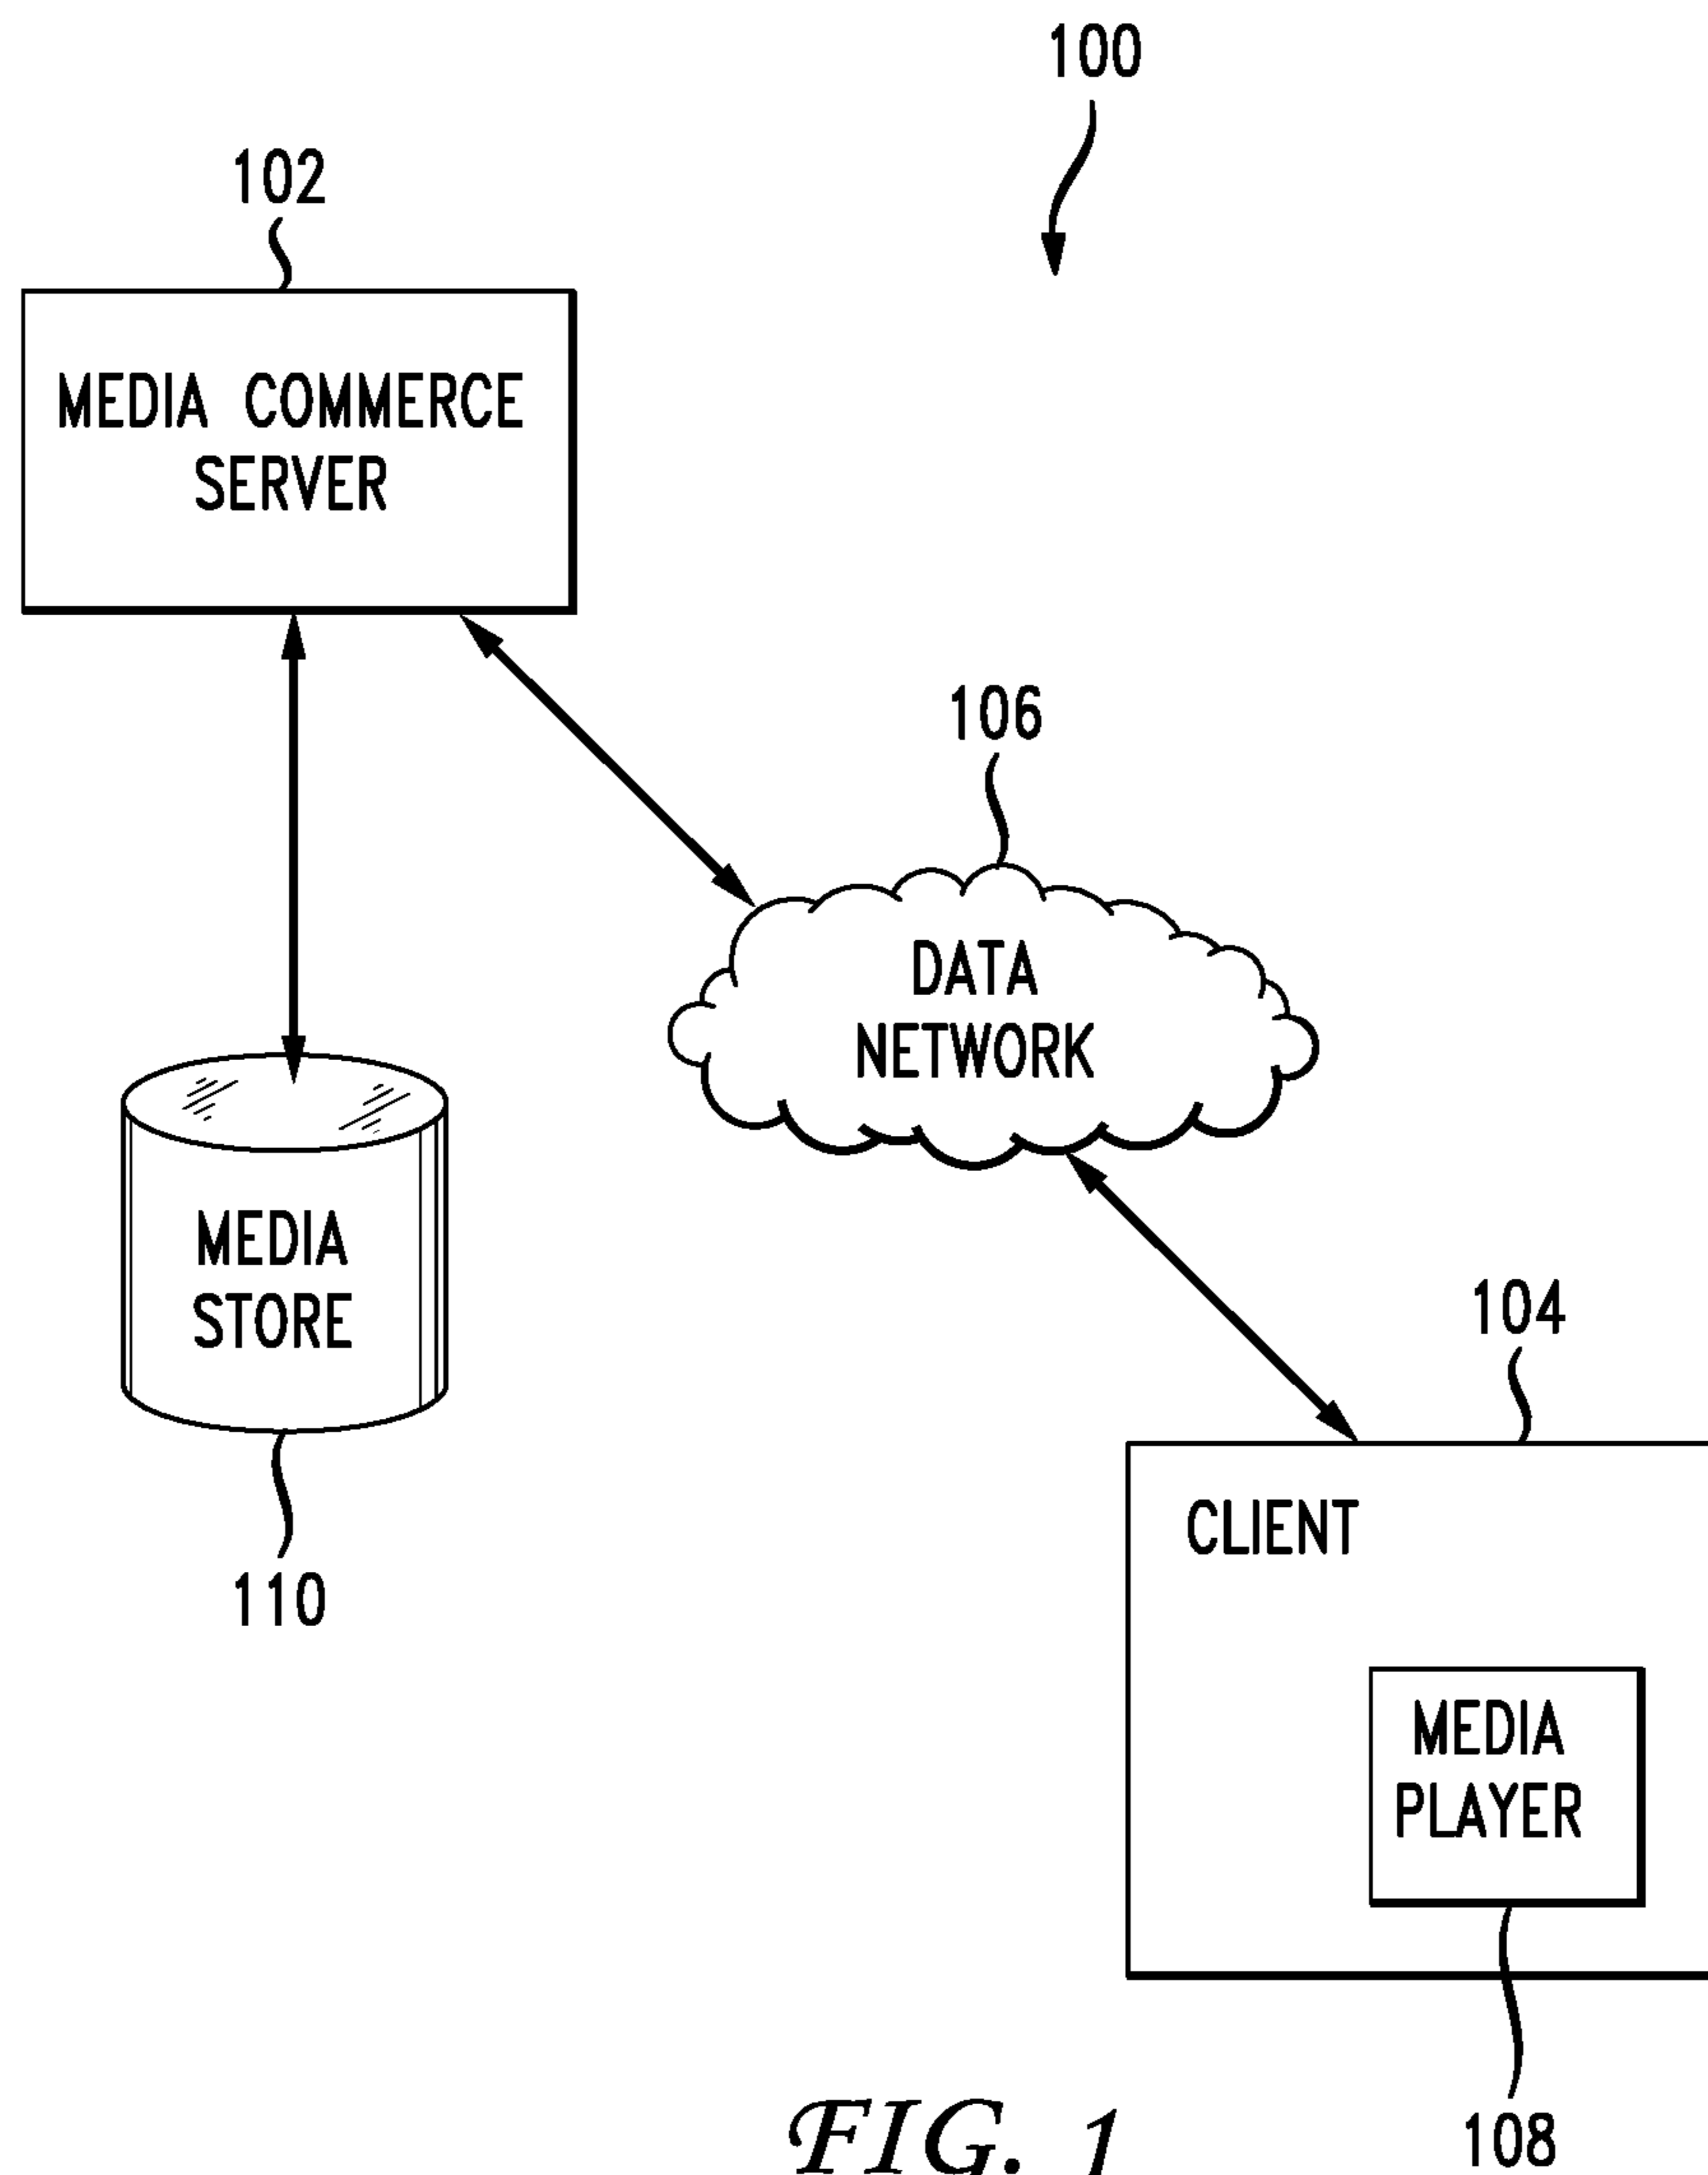 100
102
MEDIA COMMERCE
SERVER
106
DATA
NETWORK
MEDIA
STORE
110
104
CLIENT
MEDIA
PLAYER
108
FIG. 1